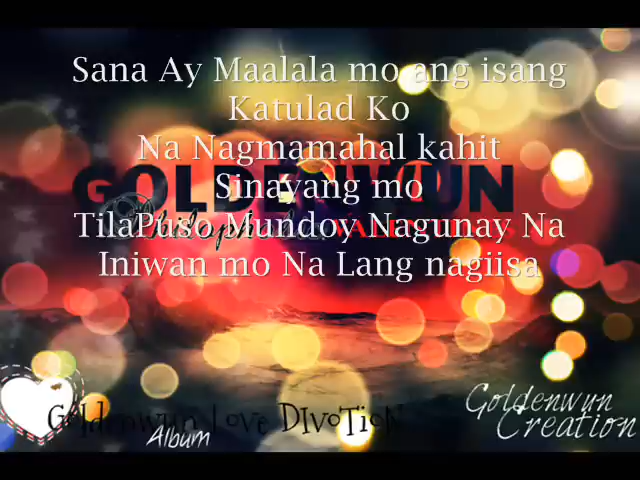 Sana Ay Maalala mo ang isang
Katulad Ko
Na Nagmamahal kahit
GOLDENWUN
Sinayang mo
TilaPuso Mundoy Nagunay Na
Iniwan mo Na Lang nagiisa
Goldenwun Love DIvoTioN
Album
Goldenwun
Creation